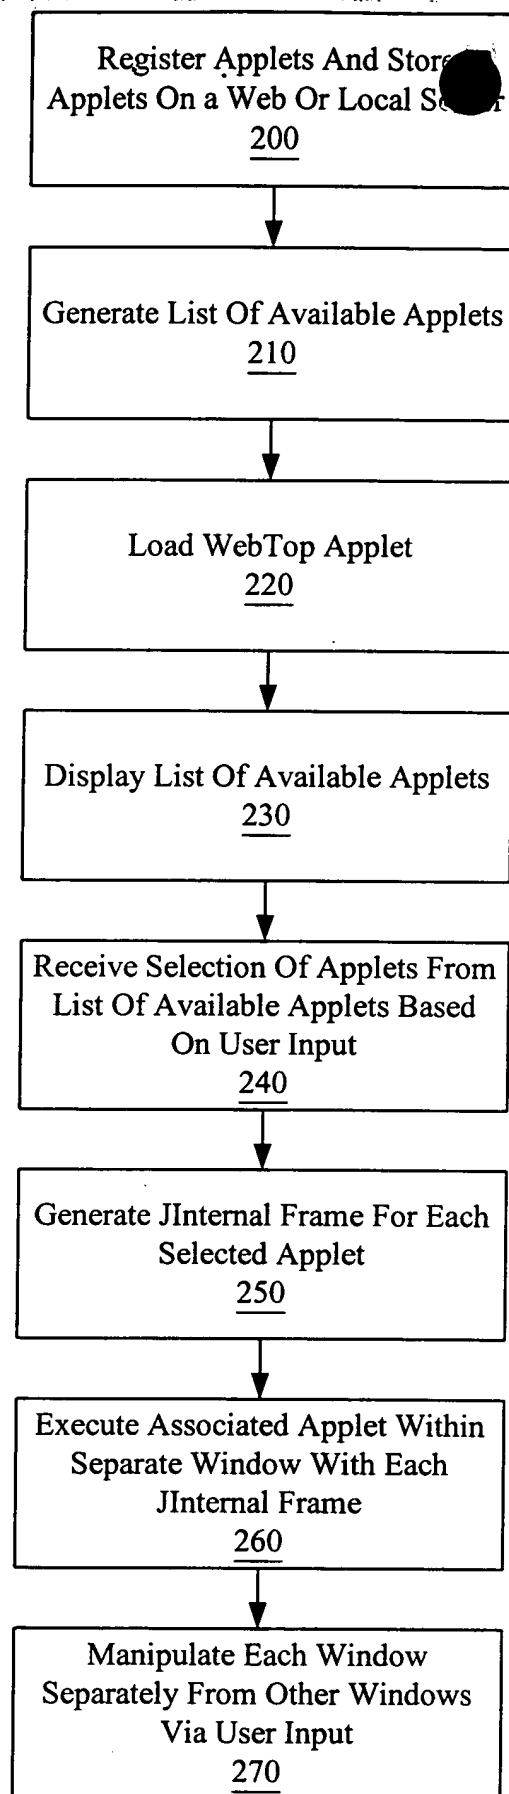 Register Applets And Store
Applets On a Web Or Local
200
Generate List Of Available Applets
210
Load WebTop Applet
220
Display List Of Available Applets
230
Receive Selection Of Applets From
List Of Available Applets Based
On User Input
240
Generate JInternal Frame For Each
Selected Applet
250
Execute Associated Applet Within
Separate Window With Each
JInternal Frame
260
Manipulate Each Window
Separately From Other Windows
Via User Input
270